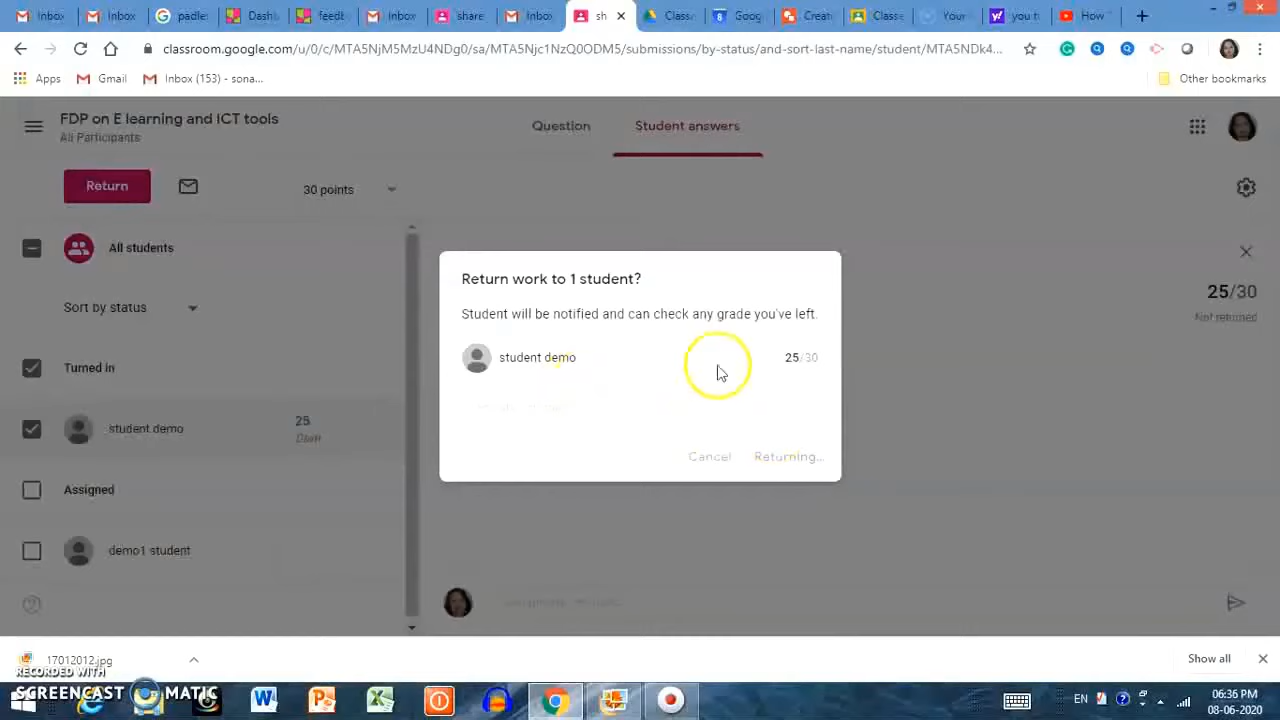 Inbox
Inbox
padle
Dashb
feedb
Inbox
share
Inbox
sh
Classr
Goog
Creat
Classe
Your
you t
How
classroom.google.com/u/0/c/MTA5NjM5MzU4NDg0/sa/MTA5Njc1NzQ0ODM5/submissions/by-status-and-sort-last-name/student/MTA5NDk4...
Apps
Gmail
Inbox (153) - sona...
Other bookmarks
FDP on E learning and ICT tools
All Participants
Question
Student answers
Return
30 points
All students
Sort by status
Turned in
student demo
25
Draft
Assigned
demo1 student
25/30
Not returned
Return work to 1 student?
Student will be notified and can check any grade you've left.
student demo
25/30
Cancel
Returning...
17012012.jpg
Show all
RECORDED WITH
SCREENCAST MATIC
EN
06:36 PM
08-06-2020